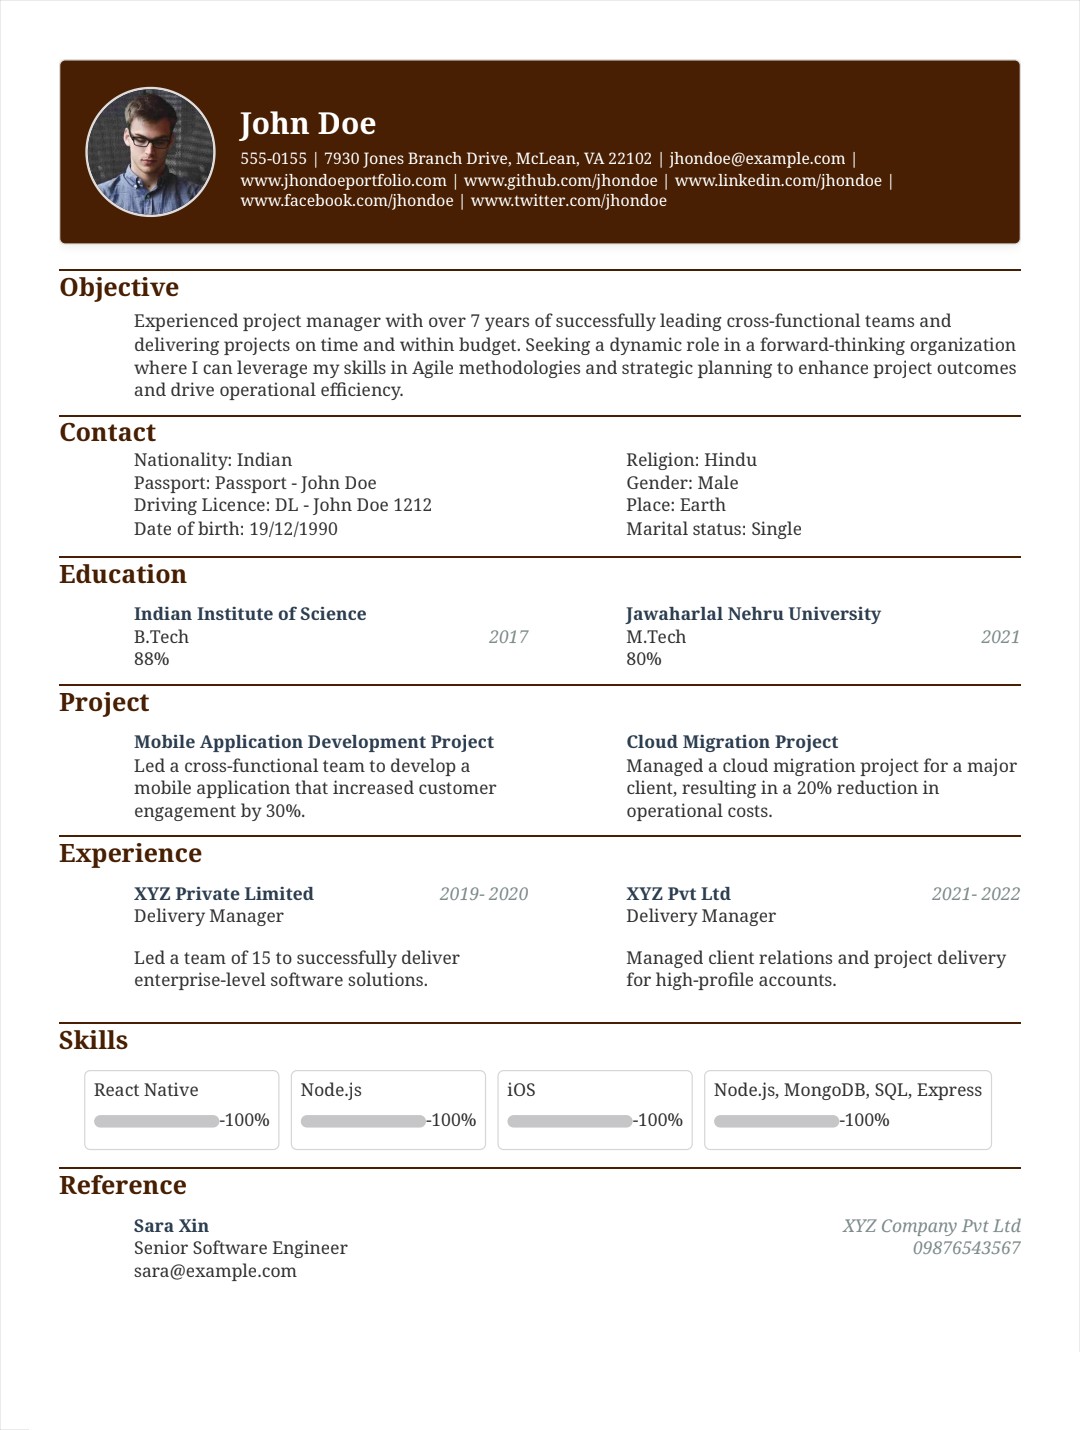 John Doe
555-0155 | 7930 Jones Branch Drive, McLean, VA 22102 | jhondoe@example.com |
www.jhondoeportfolio.com | www.github.com/jhondoe | www.linkedin.com/jhondoe |
www.facebook.com/jhondoe | www.twitter.com/jhondoe
Objective
Experienced project manager with over 7 years of successfully leading cross-functional teams and
delivering projects on time and within budget. Seeking a dynamic role in a forward-thinking organization
where I can leverage my skills in Agile methodologies and strategic planning to enhance project outcomes
and drive operational efficiency.
Contact
Nationality: Indian
Passport: Passport - John Doe
Driving Licence: DL - John Doe 1212
Date of birth: 19/12/1990
Religion: Hindu
Gender: Male
Place: Earth
Marital status: Single
Education
Indian Institute of Science
B.Tech 2017
88%
Jawaharlal Nehru University
M.Tech 2021
80%
Project
Mobile Application Development Project
Led a cross-functional team to develop a
mobile application that increased customer
engagement by 30%.
Cloud Migration Project
Managed a cloud migration project for a major
client, resulting in a 20% reduction in
operational costs.
Experience
XYZ Private Limited 2019- 2020
Delivery Manager
Led a team of 15 to successfully deliver
enterprise-level software solutions.
XYZ Pvt Ltd 2021- 2022
Delivery Manager
Managed client relations and project delivery
for high-profile accounts.
Skills
React Native
-100%
Node.js
-100%
iOS
-100%
Node.js, MongoDB, SQL, Express
-100%
Reference
Sara Xin XYZ Company Pvt Ltd
Senior Software Engineer 09876543567
sara@example.com